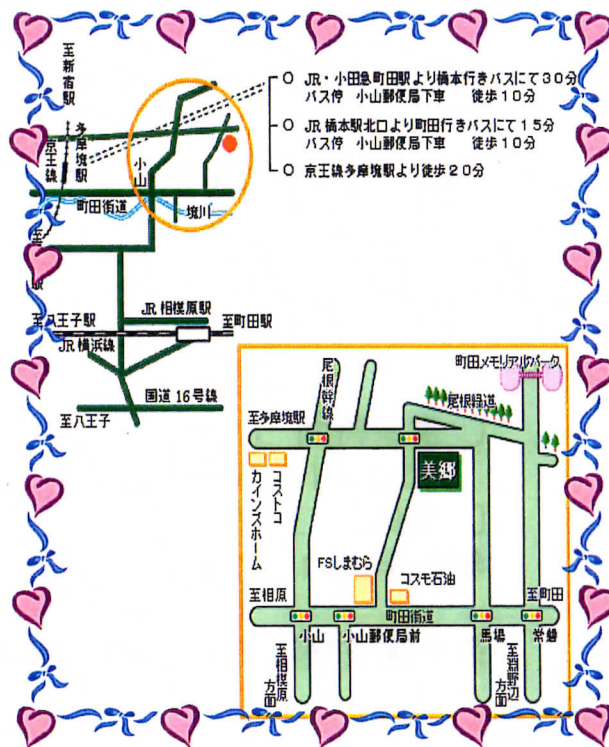 至新宿駅
○ JR・小田急町田駅より橋本行きバスにて30分
バス停 小山郵便局下車 徒歩10分
○ JR橋本駅北口より町田行きバスにて15分
バス停 小山郵便局下車 徒歩10分
○ 京王線多摩境駅より徒歩20分
多摩境駅
京王線
小山
町田街道
境川
至
駅
JR相模原駅
至八王子駅
至町田駅
JR横浜線
国道16号線
至八王子
尾根幹線
町田メモリアルパーク
尾根緑道
至多摩境駅
美郷
コストコ
カインズホーム
FSしまむら
コスモ石油
至相原
町田街道
至町田
小山
小山郵便局前
馬場
常盤
至相模原方面
至淵野辺方面